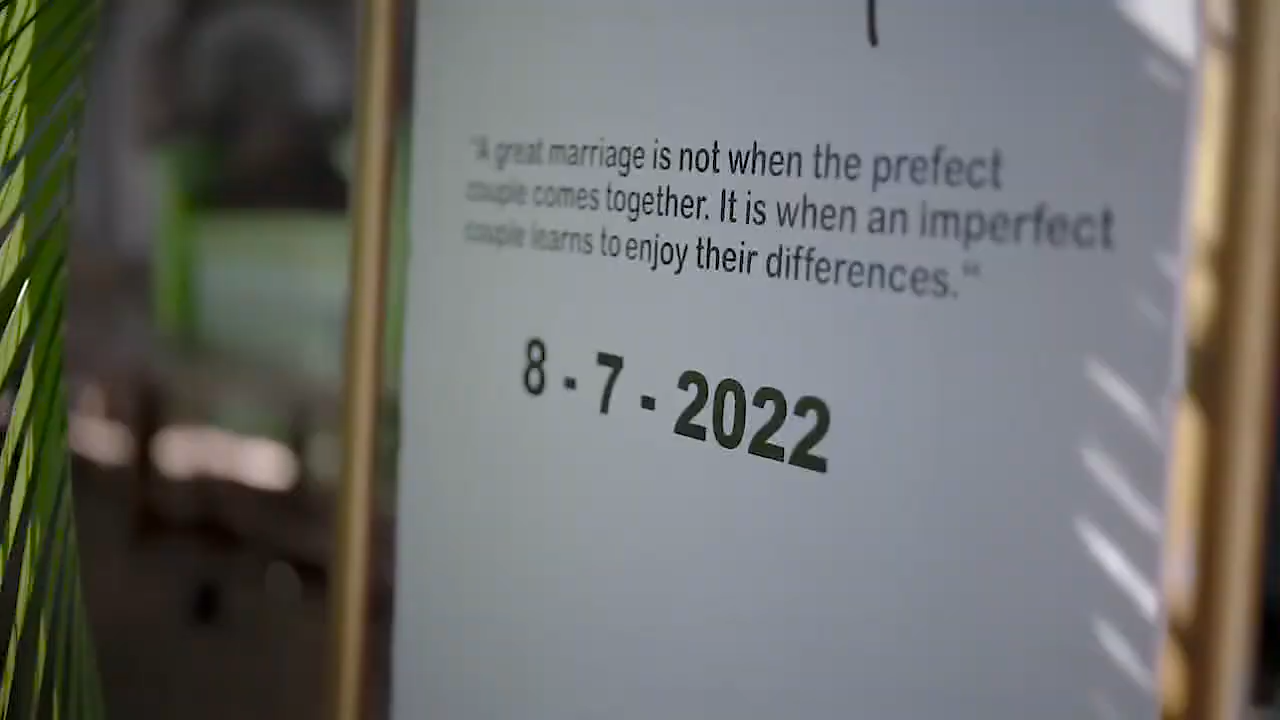 "A great marriage is not when the prefect
couple comes together. It is when an imperfect
couple learns to enjoy their differences."
8 - 7 - 2022